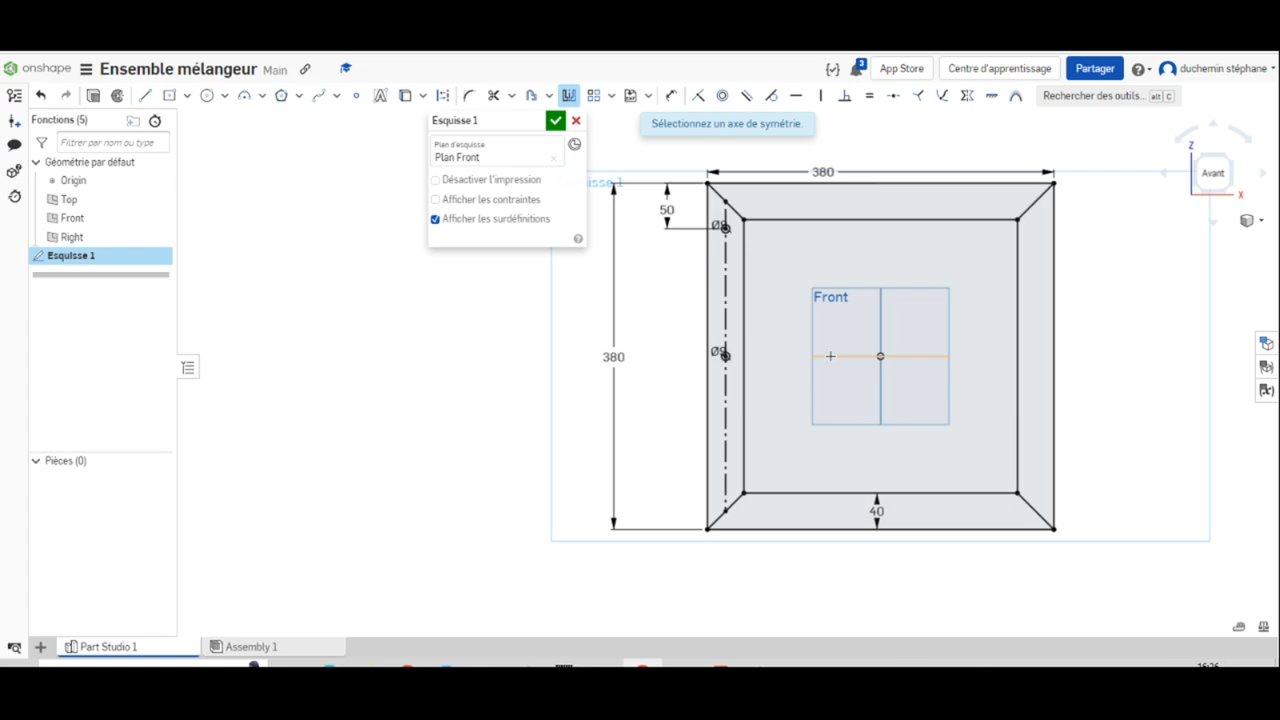 onshape Ensemble mélangeur Main 3 App Store Centre d'apprentissage Partager duchemin stéphane
Rechercher des outils... alt C
Fonctions (5)
Filtrer par nom ou type
Géométrie par défaut
Origin
Top
Front
Right
Esquisse 1
Pièces (0)
Esquisse 1
Plan d'esquisse
Plan Front
Désactiver l'impression
Afficher les contraintes
Afficher les surdéfinitions
Sélectionnez un axe de symétrie.
Z
Avant
X
380
50
Front
380
40
Part Studio 1
Assembly 1